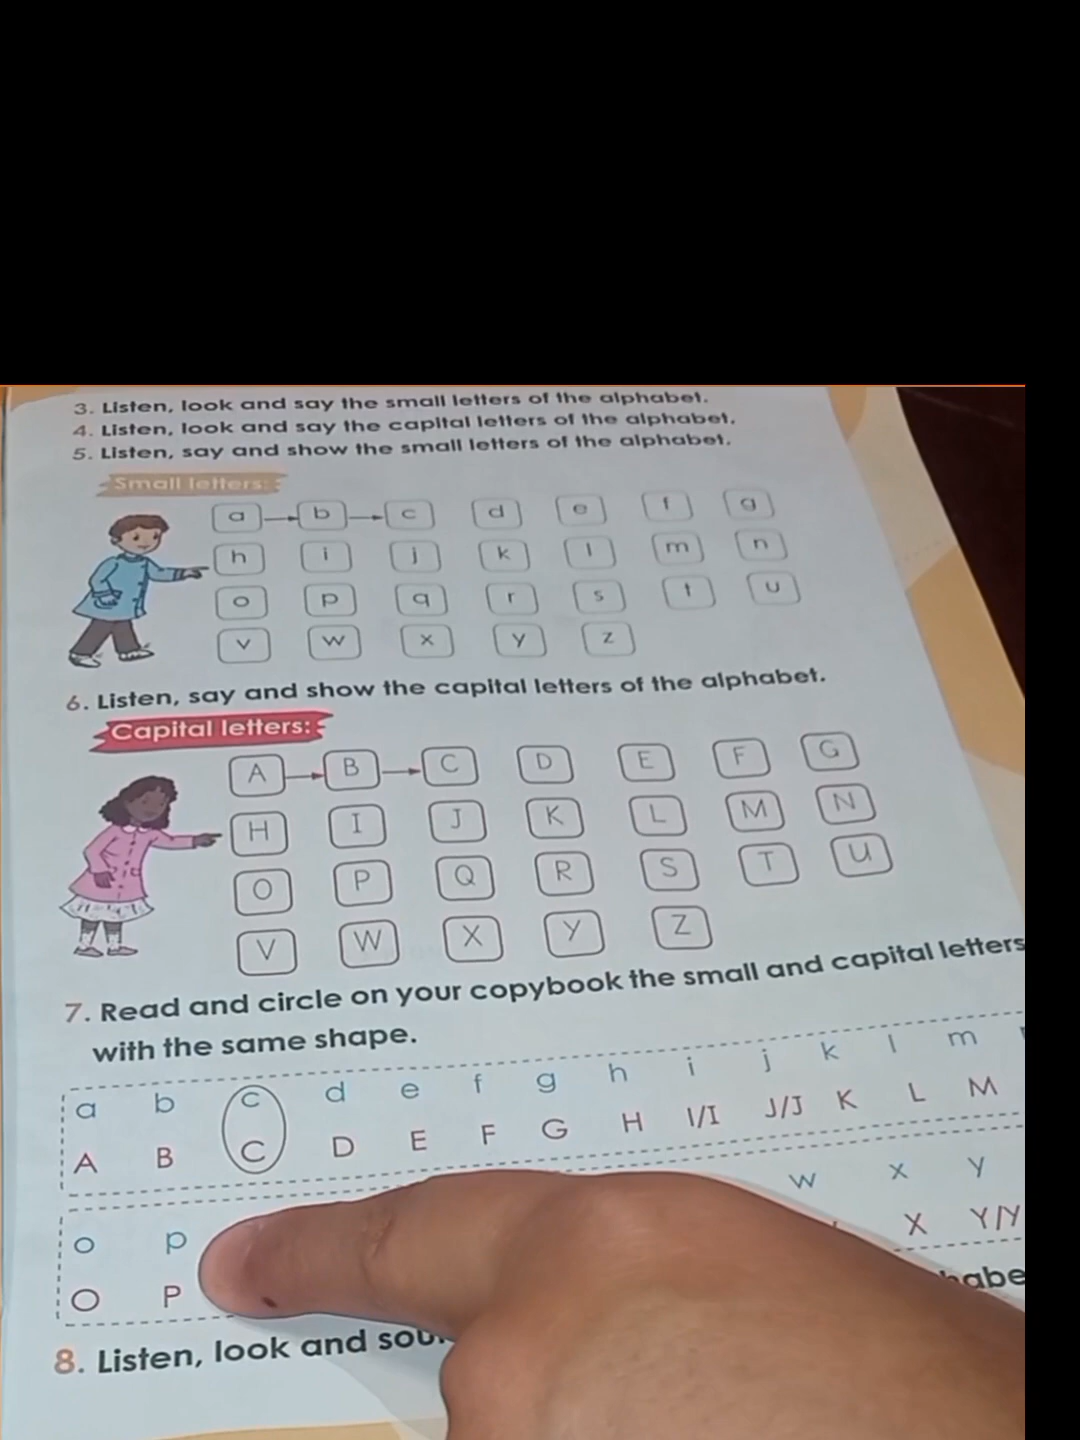 3. Listen, look and say the small letters of the alphabet.
4. Listen, look and say the capital letters of the alphabet.
5. Listen, say and show the small letters of the alphabet.
Small letters:
a b c d e f g
h i j k l m n
o p q r s t u
v w x y z
6. Listen, say and show the capital letters of the alphabet.
Capital letters:
A B C D E F G
H I J K L M N
O P Q R S T U
V W X Y Z
7. Read and circle on your copybook the small and capital letters
with the same shape.
a b c d e f g h i j k l m
A B C D E F G H I/I J/J K L M
o p w x y
O P X Y/Y
8. Listen, look and